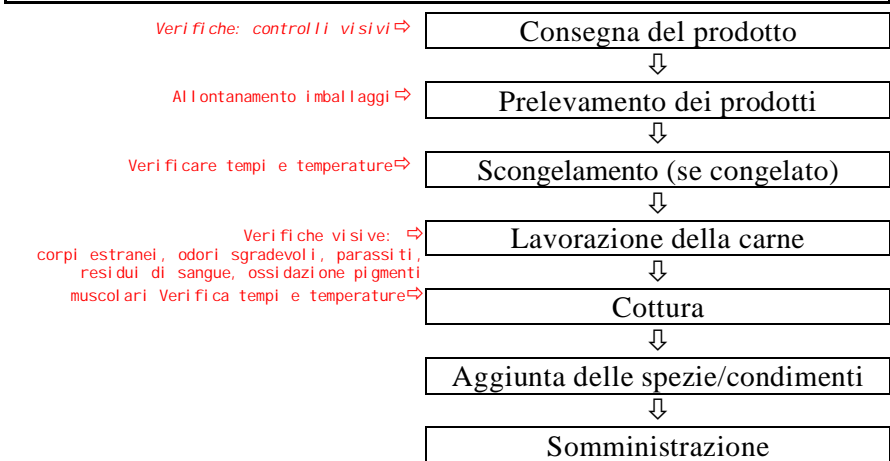 Verifiche: controlli visivi⇨ Consegna del prodotto
⇩
Allontanamento imballaggi⇨ Prelevamento dei prodotti
⇩
Verificare tempi e temperature⇨ Scongelamento (se congelato)
⇩
Verifiche visive: ⇨ Lavorazione della carne
corpi estranei, odori sgradevoli, parassiti,
residui di sangue, ossidazione pigmenti
⇩
muscolari Verifica tempi e temperature⇨ Cottura
⇩
Aggiunta delle spezie/condimenti
⇩
Somministrazione